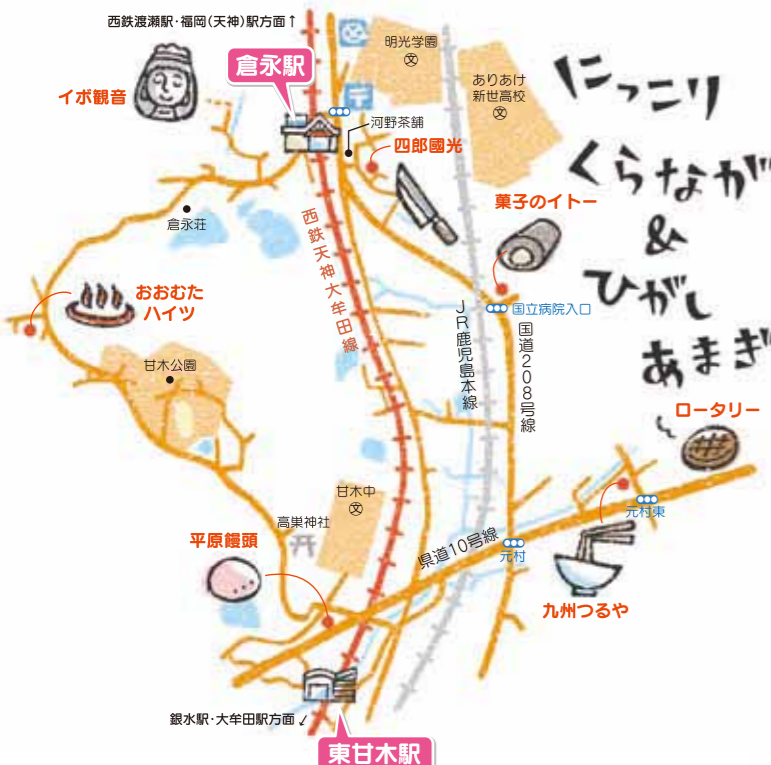 西鉄渡瀬駅・福岡(天神)駅方面↑
倉永駅
明光学園
文
ありあけ
新世高校
文
にっこり
くらなが
&
ひがし
あまぎ
イボ観音
〒
河野茶舗
四郎國光
倉永荘
菓子のイトー
西鉄天神大牟田線
おおむた
ハイツ
国立病院入口
JR鹿児島本線
国道208号線
甘木公園
ロータリー
甘木中
文
高巣神社
元村東
県道10号線
元村
平原饅頭
九州つるや
銀水駅・大牟田駅方面↙
東甘木駅